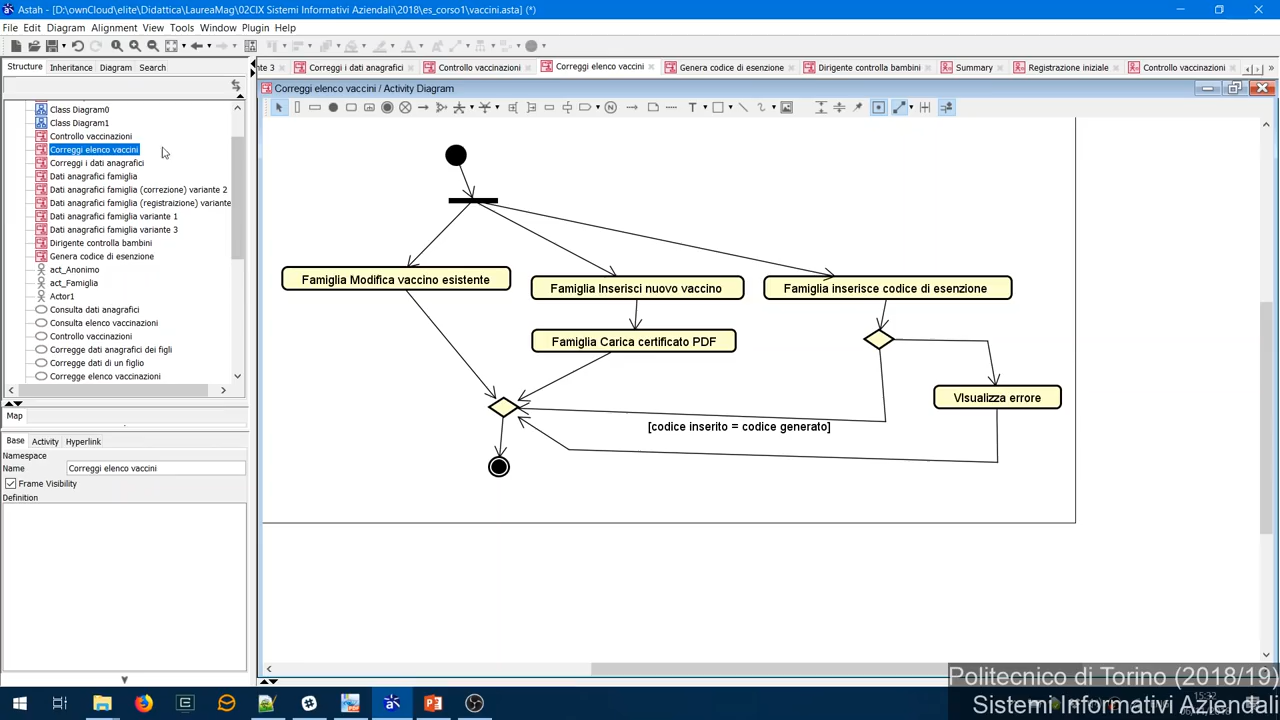 Astah - [D:\ownCloud\elite\Didattica\LaureaMag\02CIX Sistemi Informativi Aziendali\2018\es_corso1\vaccini.asta] (*)
File Edit Diagram Alignment View Tools Window Plugin Help
Structure Inheritance Diagram Search
nte 3 Correggi i dati anagrafici Controllo vaccinazioni Correggi elenco vaccini Genera codice di esenzione Dirigente controlla bambini Summary Registrazione iniziale Controllo vaccinazioni
Correggi elenco vaccini / Activity Diagram
Class Diagram0
Class Diagram1
Controllo vaccinazioni
Correggi elenco vaccini
Correggi i dati anagrafici
Dati anagrafici famiglia
Dati anagrafici famiglia (correzione) variante 2
Dati anagrafici famiglia (registraizione) variante
Dati anagrafici famiglia variante 1
Dati anagrafici famiglia variante 3
Dirigente controlla bambini
Genera codice di esenzione
act_Anonimo
act_Famiglia
Actor1
Consulta dati anagrafici
Consulta elenco vaccinazioni
Controllo vaccinazioni
Corregge dati anagrafici dei figli
Corregge dati di un figlio
Corregge elenco vaccinazioni
Map
Base Activity Hyperlink
Namespace
Name Correggi elenco vaccini
Frame Visibility
Definition
Famiglia Modifica vaccino esistente
Famiglia Inserisci nuovo vaccino
Famiglia inserisce codice di esenzione
Famiglia Carica certificato PDF
VIsualizza errore
[codice inserito = codice generato]
Politecnico di Torino (2018/19)
Sistemi Informativi Aziendali